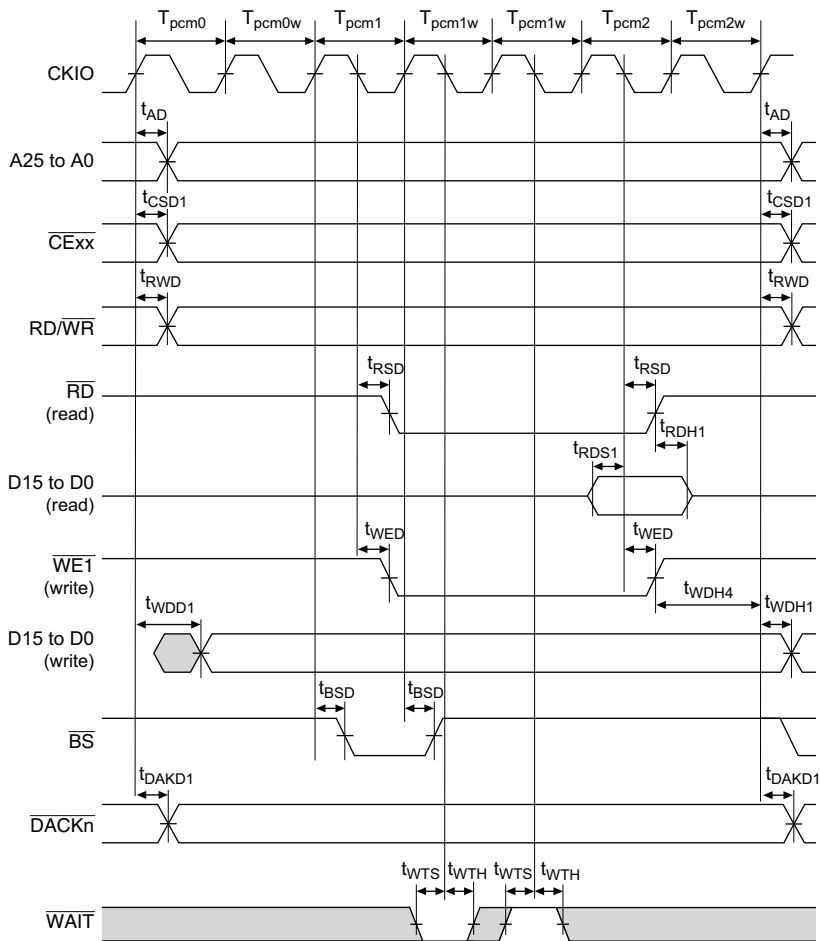 Tpcm0 Tpcm0w Tpcm1 Tpcm1w Tpcm1w Tpcm2 Tpcm2w
CKIO
tAD tAD
A25 to A0
tCSD1 tCSD1
CExx
tRWD tRWD
RD/WR
tRSD tRSD
RD
(read)
tRDH1
tRDS1
D15 to D0
(read)
tWED tWED
WE1
(write)
tWDH4
tWDD1 tWDH1
D15 to D0
(write)
tBSD tBSD
BS
tDAKD1 tDAKD1
DACKn
tWTS tWTH tWTS tWTH
WAIT